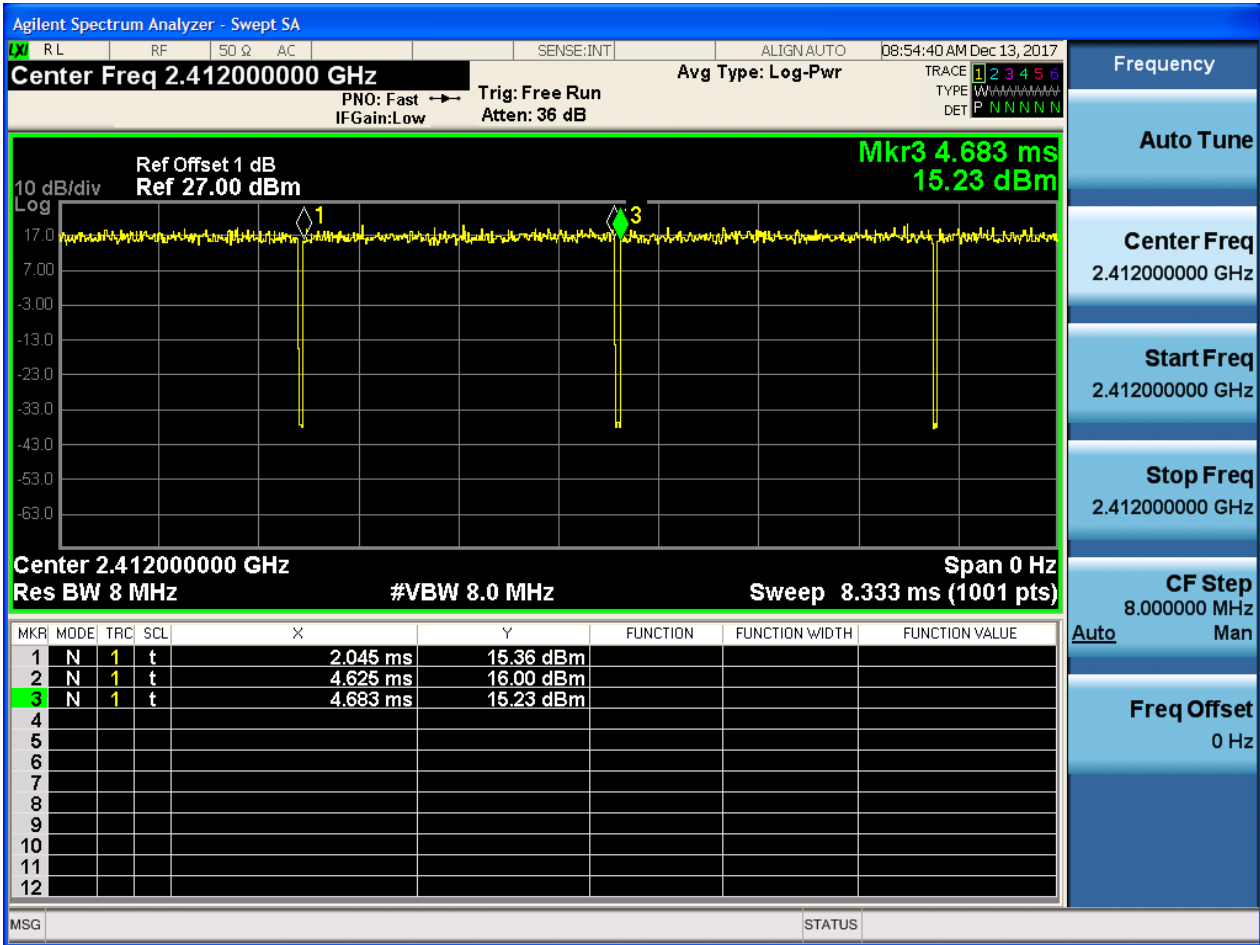 Agilent Spectrum Analyzer - Swept SA
LXI RL RF 50 Ω AC SENSE:INT ALIGN AUTO 08:54:40 AM Dec 13, 2017
Center Freq 2.412000000 GHz
PNO: Fast
IFGain:Low
Trig: Free Run
Atten: 36 dB
Avg Type: Log-Pwr
TRACE 1 2 3 4 5 6
TYPE W
DET P N N N N N
Ref Offset 1 dB
10 dB/div Ref 27.00 dBm
Log
Mkr3 4.683 ms
15.23 dBm
1
3
17.0
7.00
-3.00
-13.0
-23.0
-33.0
-43.0
-53.0
-63.0
Center 2.412000000 GHz Span 0 Hz
Res BW 8 MHz #VBW 8.0 MHz Sweep 8.333 ms (1001 pts)
MKR MODE TRC SCL X Y FUNCTION FUNCTION WIDTH FUNCTION VALUE
1 N 1 t 2.045 ms 15.36 dBm
2 N 1 t 4.625 ms 16.00 dBm
3 N 1 t 4.683 ms 15.23 dBm
4
5
6
7
8
9
10
11
12
MSG STATUS
Frequency
Auto Tune
Center Freq
2.412000000 GHz
Start Freq
2.412000000 GHz
Stop Freq
2.412000000 GHz
CF Step
8.000000 MHz
Auto Man
Freq Offset
0 Hz